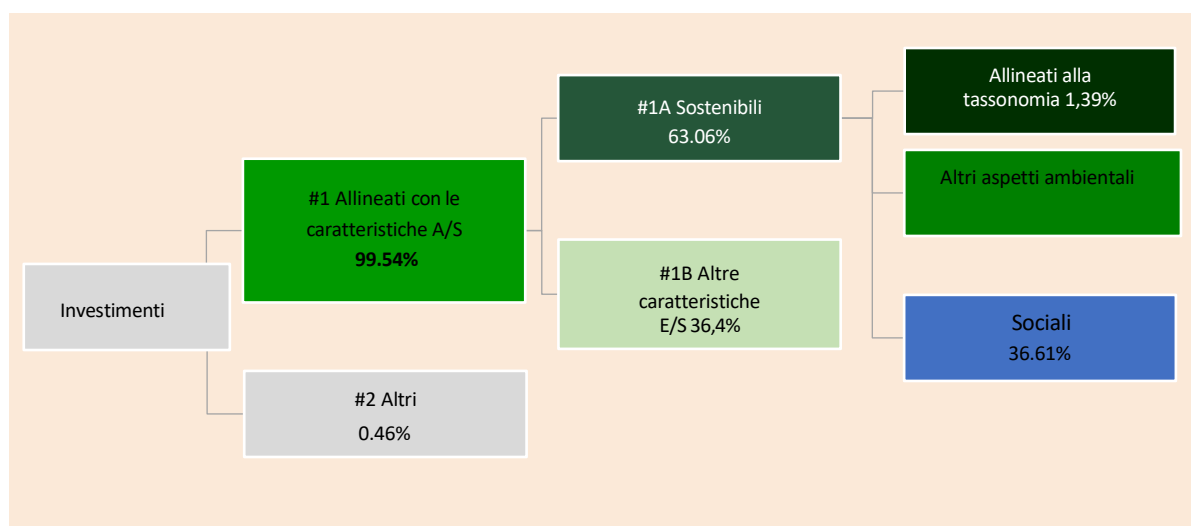 Investimenti
#1 Allineati con le
caratteristiche A/S
99.54%
#2 Altri
0.46%
#1A Sostenibili
63.06%
#1B Altre
caratteristiche
E/S 36,4%
Allineati alla
tassonomia 1,39%
Altri aspetti ambientali
Sociali
36.61%